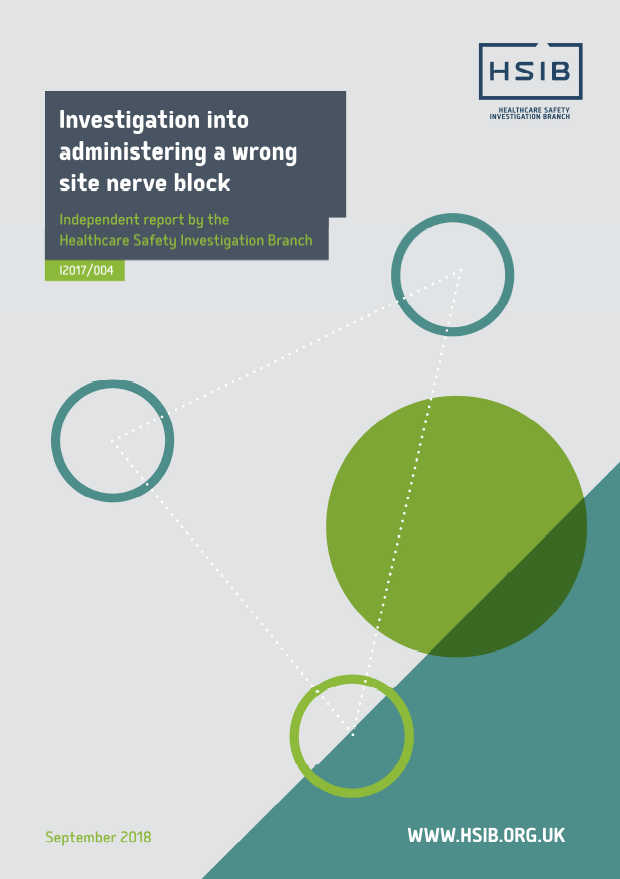 HSIB
HEALTHCARE SAFETY
INVESTIGATION BRANCH
Investigation into
administering a wrong
site nerve block
Independent report by the
Healthcare Safety Investigation Branch
I2017/004
September 2018
WWW.HSIB.ORG.UK